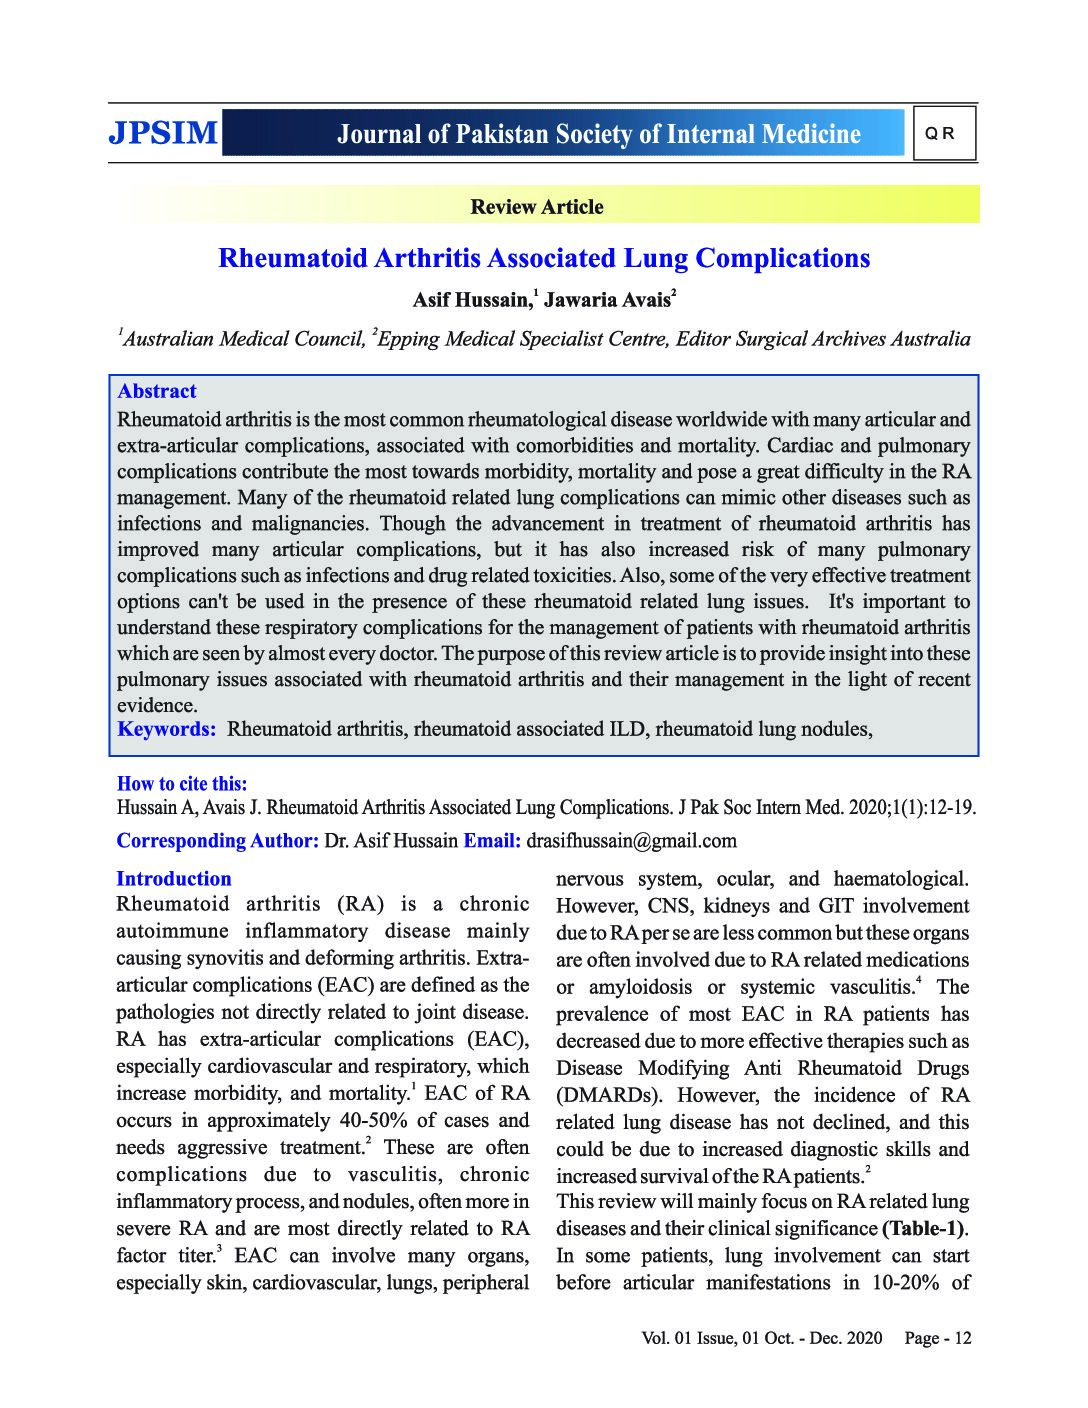 JPSIM
Journal of Pakistan Society of Internal Medicine
QR
Review Article
Rheumatoid Arthritis Associated Lung Complications
Asif Hussain,¹ Jawaria Avais²
¹Australian Medical Council, ²Epping Medical Specialist Centre, Editor Surgical Archives Australia
Abstract
Rheumatoid arthritis is the most common rheumatological disease worldwide with many articular and
extra-articular complications, associated with comorbidities and mortality. Cardiac and pulmonary
complications contribute the most towards morbidity, mortality and pose a great difficulty in the RA
management. Many of the rheumatoid related lung complications can mimic other diseases such as
infections and malignancies. Though the advancement in treatment of rheumatoid arthritis has
improved many articular complications, but it has also increased risk of many pulmonary
complications such as infections and drug related toxicities. Also, some of the very effective treatment
options can't be used in the presence of these rheumatoid related lung issues. It's important to
understand these respiratory complications for the management of patients with rheumatoid arthritis
which are seen by almost every doctor. The purpose of this review article is to provide insight into these
pulmonary issues associated with rheumatoid arthritis and their management in the light of recent
evidence.
Keywords: Rheumatoid arthritis, rheumatoid associated ILD, rheumatoid lung nodules,
How to cite this:
Hussain A, Avais J. Rheumatoid Arthritis Associated Lung Complications. J Pak Soc Intern Med. 2020;1(1):12-19.
Corresponding Author: Dr. Asif Hussain Email: drasifhussain@gmail.com
Introduction
Rheumatoid arthritis (RA) is a chronic
autoimmune inflammatory disease mainly
causing synovitis and deforming arthritis. Extra-
articular complications (EAC) are defined as the
pathologies not directly related to joint disease.
RA has extra-articular complications (EAC),
especially cardiovascular and respiratory, which
increase morbidity, and mortality.¹ EAC of RA
occurs in approximately 40-50% of cases and
needs aggressive treatment.² These are often
complications due to vasculitis, chronic
inflammatory process, and nodules, often more in
severe RA and are most directly related to RA
factor titer.³ EAC can involve many organs,
especially skin, cardiovascular, lungs, peripheral
nervous system, ocular, and haematological.
However, CNS, kidneys and GIT involvement
due to RA per se are less common but these organs
are often involved due to RA related medications
or amyloidosis or systemic vasculitis.⁴ The
prevalence of most EAC in RA patients has
decreased due to more effective therapies such as
Disease Modifying Anti Rheumatoid Drugs
(DMARDs). However, the incidence of RA
related lung disease has not declined, and this
could be due to increased diagnostic skills and
increased survival of the RA patients.²
This review will mainly focus on RA related lung
diseases and their clinical significance (Table-1).
In some patients, lung involvement can start
before articular manifestations in 10-20% of
Vol. 01 Issue, 01 Oct. - Dec. 2020 Page - 12